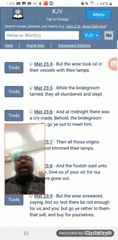 KJV
Tap to Change
Menu
Verse or Word(s)
KJV
Go
Help
Quick Nav
Advanced Options
Tools
Mat 25:4 - But the wise took oil in
their vessels with their lamps.
Tools
Mat 25:5 - While the bridegroom
tarried, they all slumbered and slept.
Tools
Mat 25:6 - And at midnight there was
a cry made, Behold, the bridegroom
go ye out to meet him.
25:7 - Then all those virgins
and trimmed their lamps.
25:8 - And the foolish said unto
Give us of your oil; for our
are gone out.
Tools
Mat 25:9 - But the wise answered,
saying, Not so; lest there be not enough
for us and you: but go ye rather to them
that sell, and buy for yourselves.